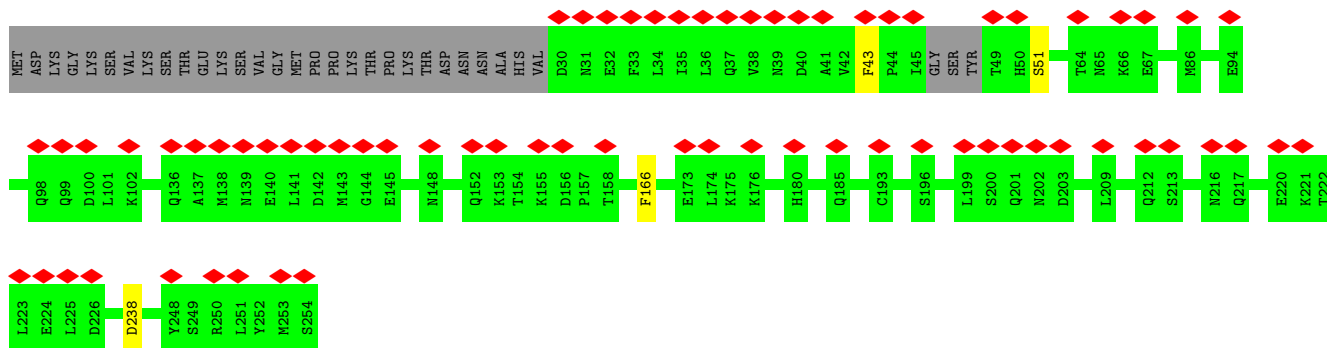 MET ASP LYS GLY LYS SER VAL LYS SER THR GLU LYS SER VAL GLY MET PRO PRO LYS THR PRO LYS THR ASP ASN ASN ALA HIS VAL D30 N31 E32 F33 L34 I35 L36 Q37 V38 N39 D40 A41 V42 F43 P44 I45 GLY SER TYR T49 H50 S51 T64 N65 K66 E67 M86 E94
Q98 Q99 D100 L101 K102 Q136 A137 M138 N139 E140 L141 D142 M143 G144 E145 N148 Q152 K153 T154 K155 D156 P157 T158 F166 E173 L174 K175 K176 H180 Q185 C193 S196 L199 S200 Q201 N202 D203 L209 Q212 S213 N216 Q217 E220 K221 T222
L223 E224 L225 D226 D238 Y248 S249 R250 L251 Y252 M253 S254